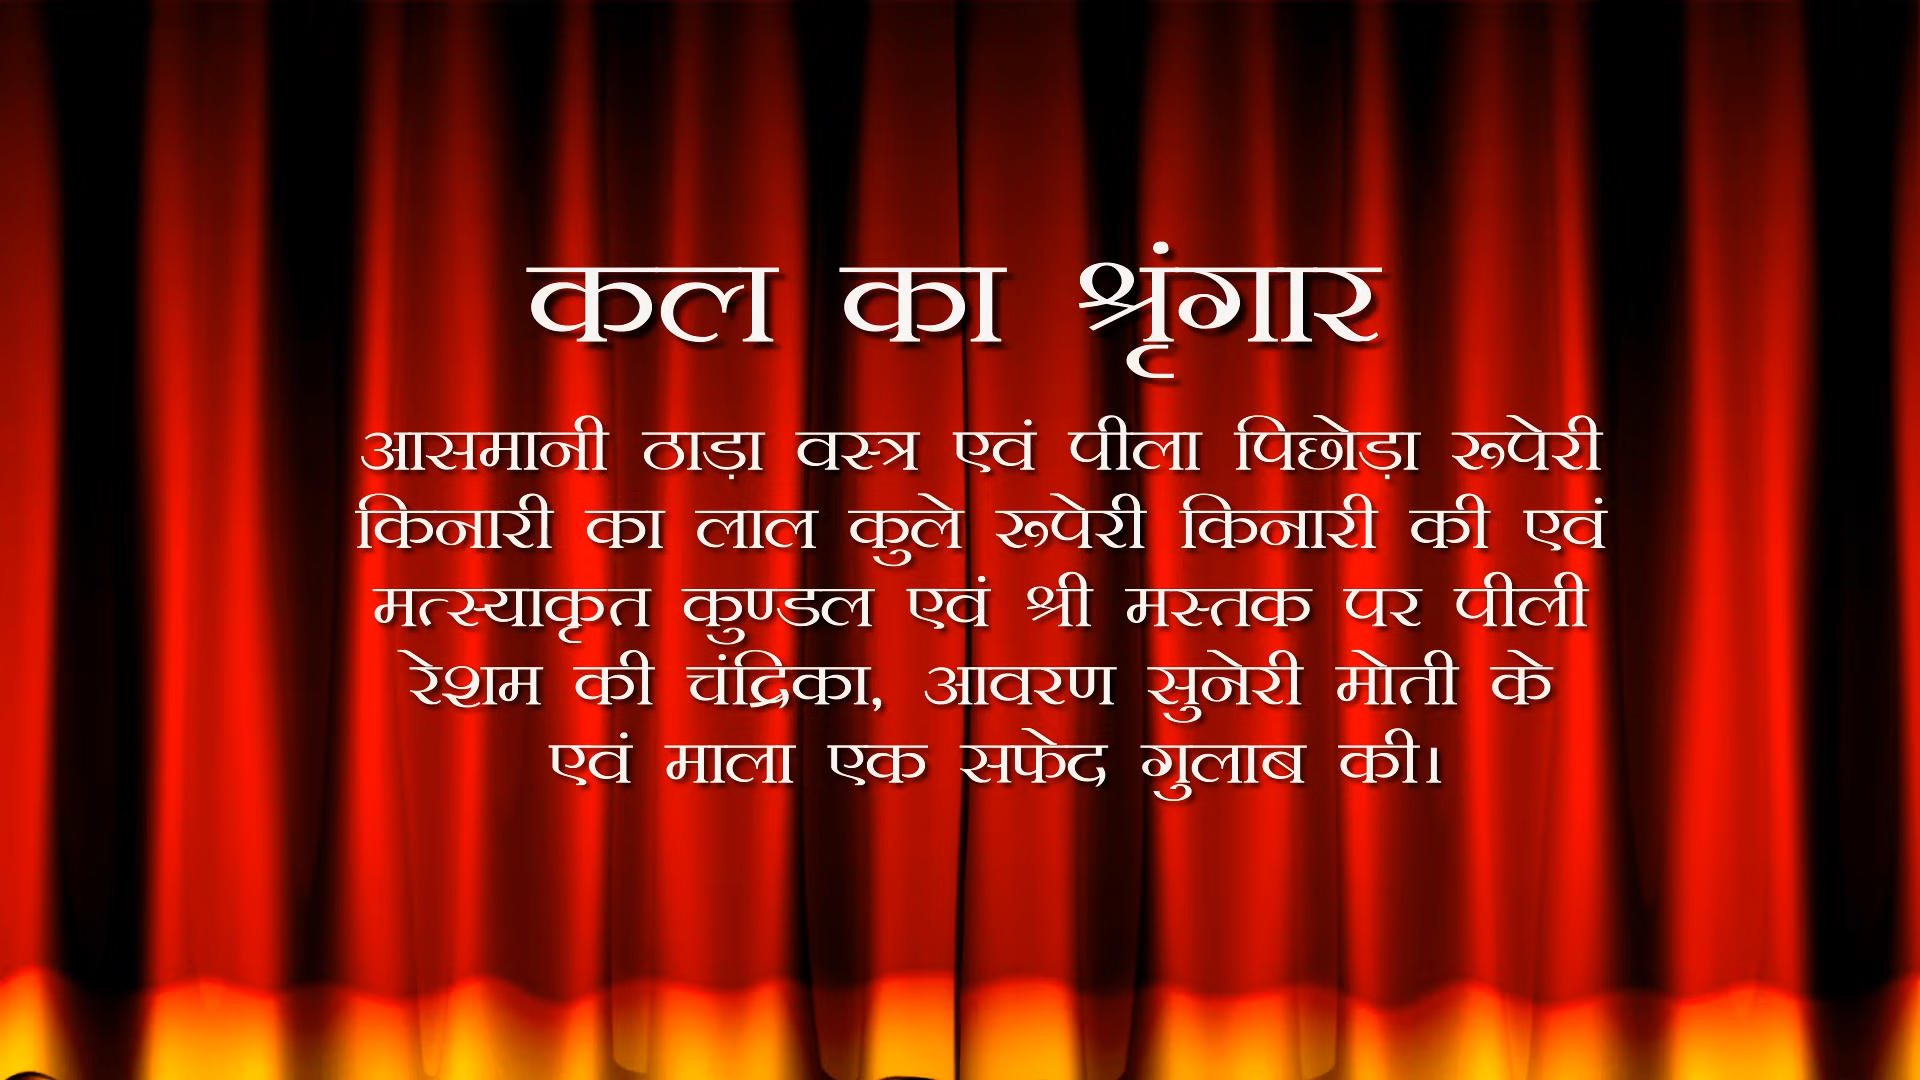 कल का श्रृंगार
आसमानी ठाड़ा वस्त्र एवं पीला पिछोड़ा रूपेरी
किनारी का लाल कुले रूपेरी किनारी की एवं
मत्स्याकृत कुण्डल एवं श्री मस्तक पर पीली
रेशम की चंद्रिका, आवरण सुनेरी मोती के
एवं माला एक सफेद गुलाब की।